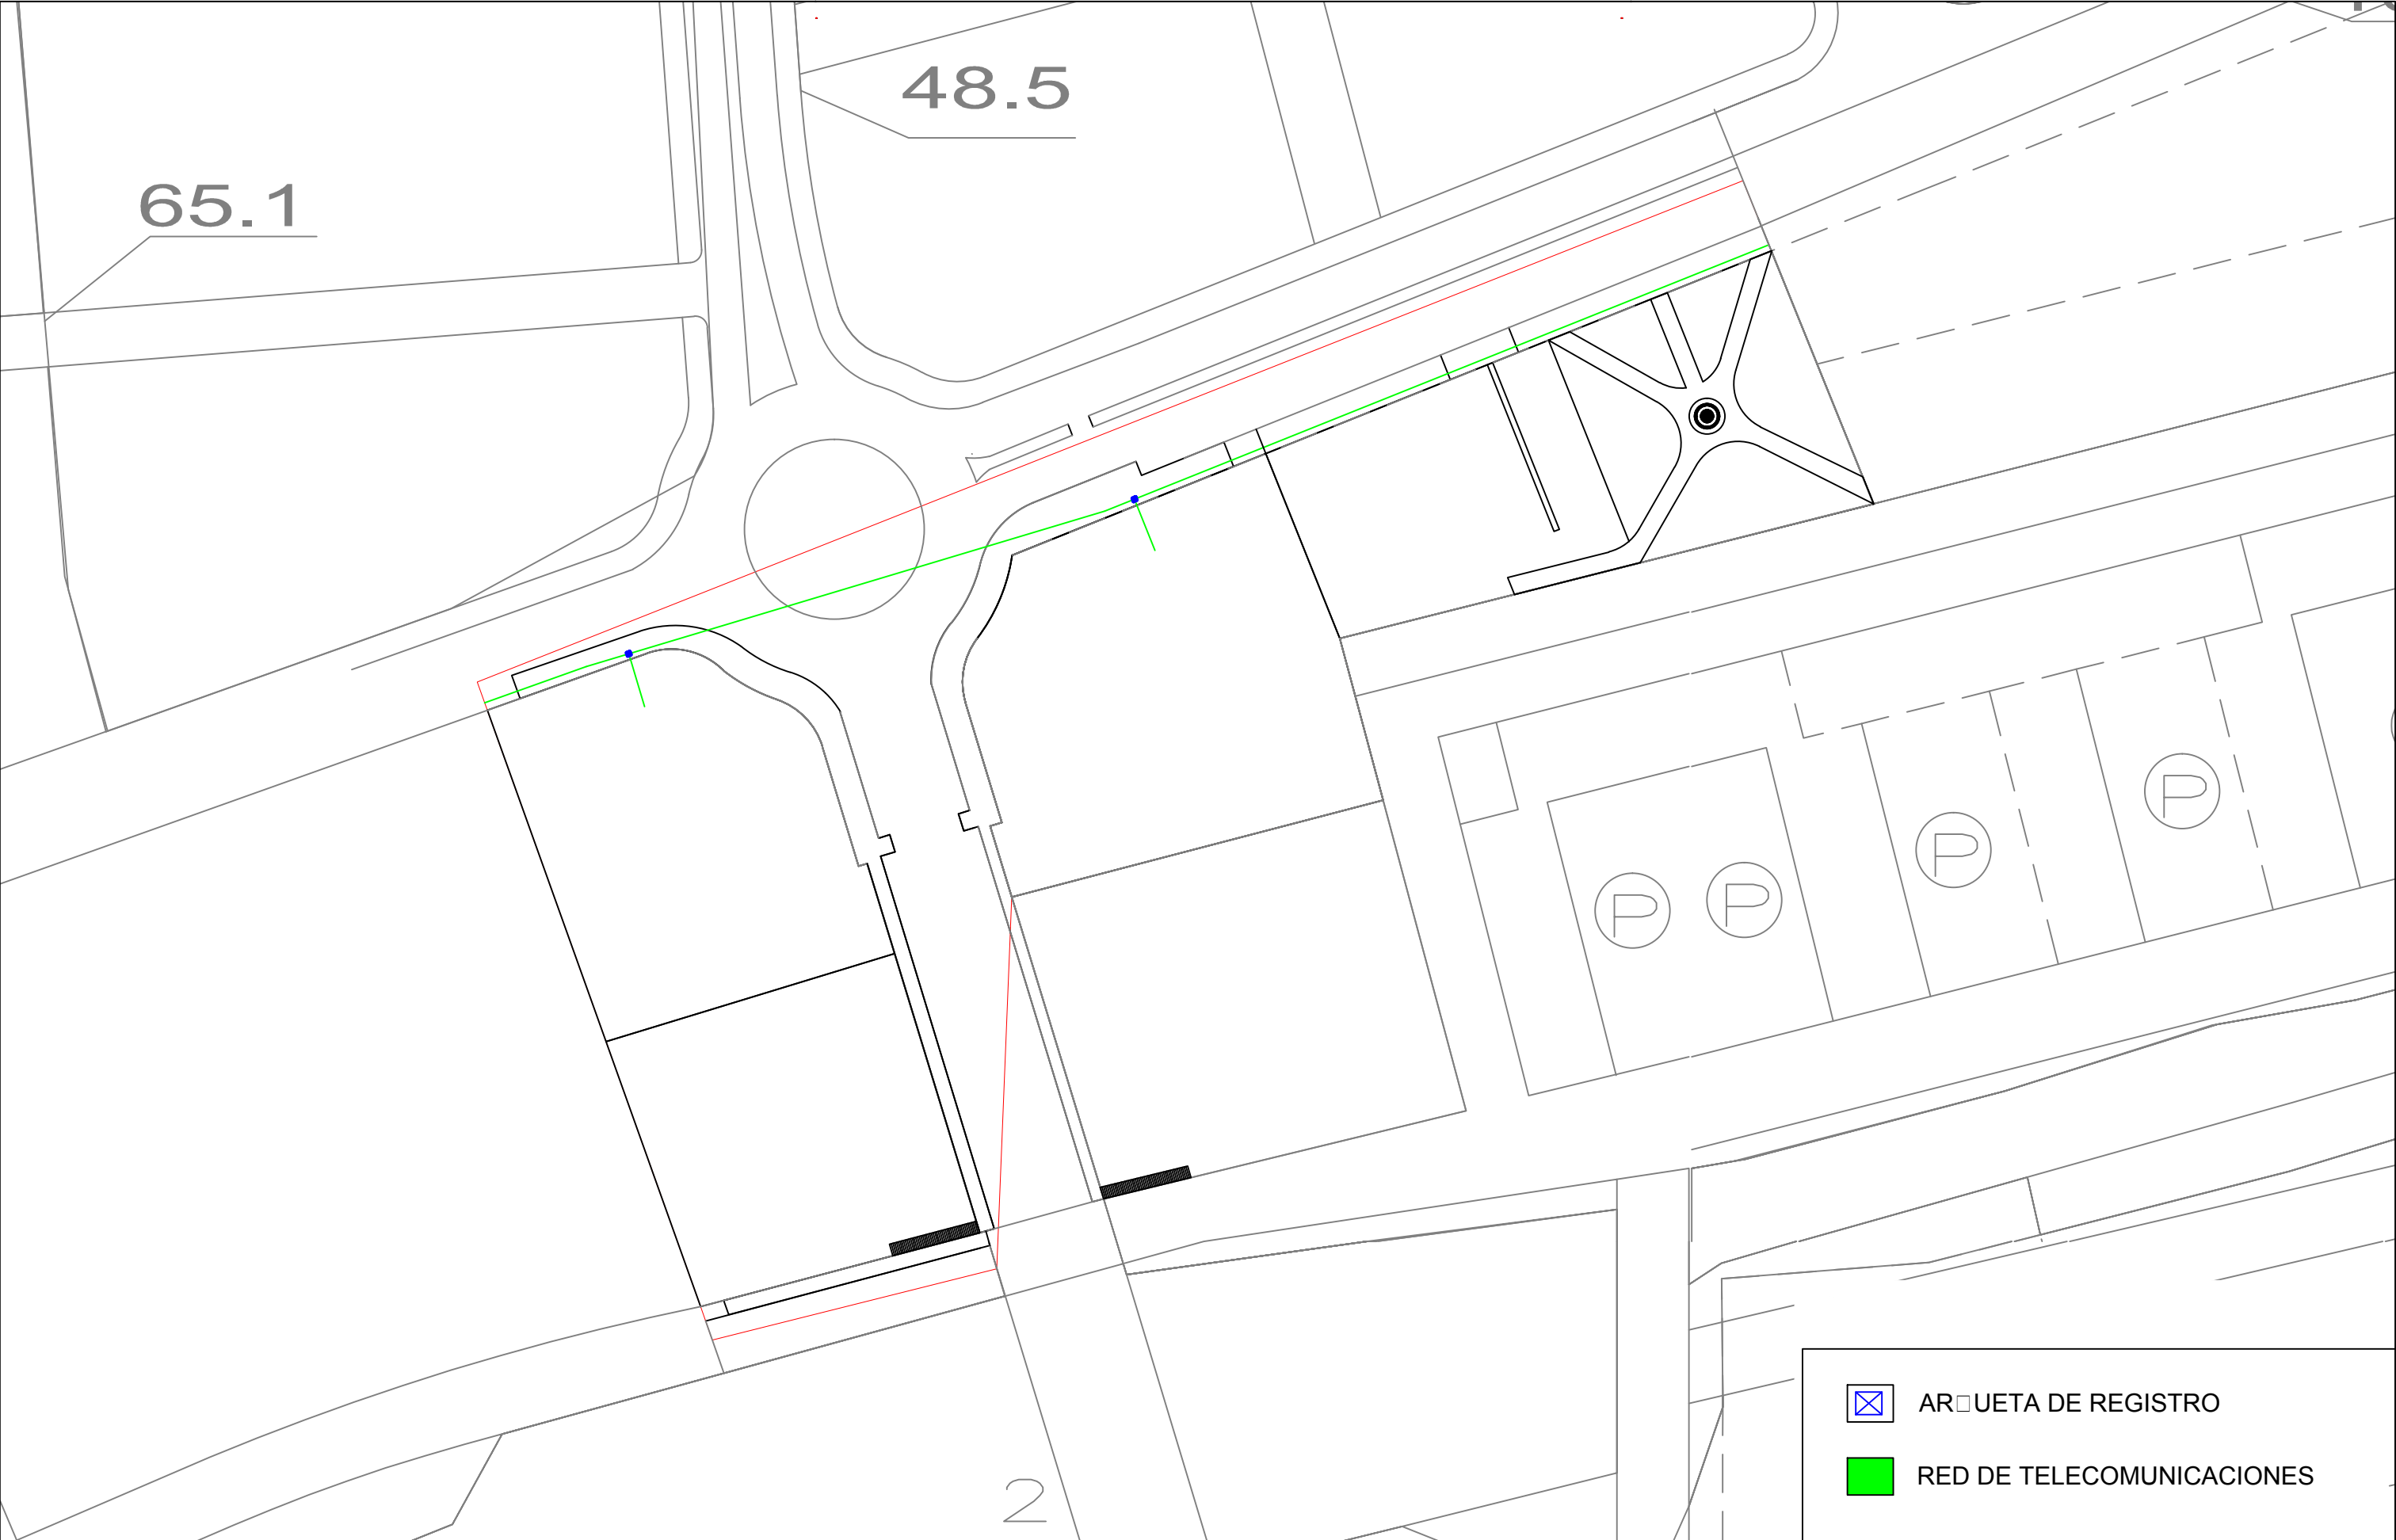 48.5
65.1
P
P
P
P
AR□UETA DE REGISTRO
RED DE TELECOMUNICACIONES
2